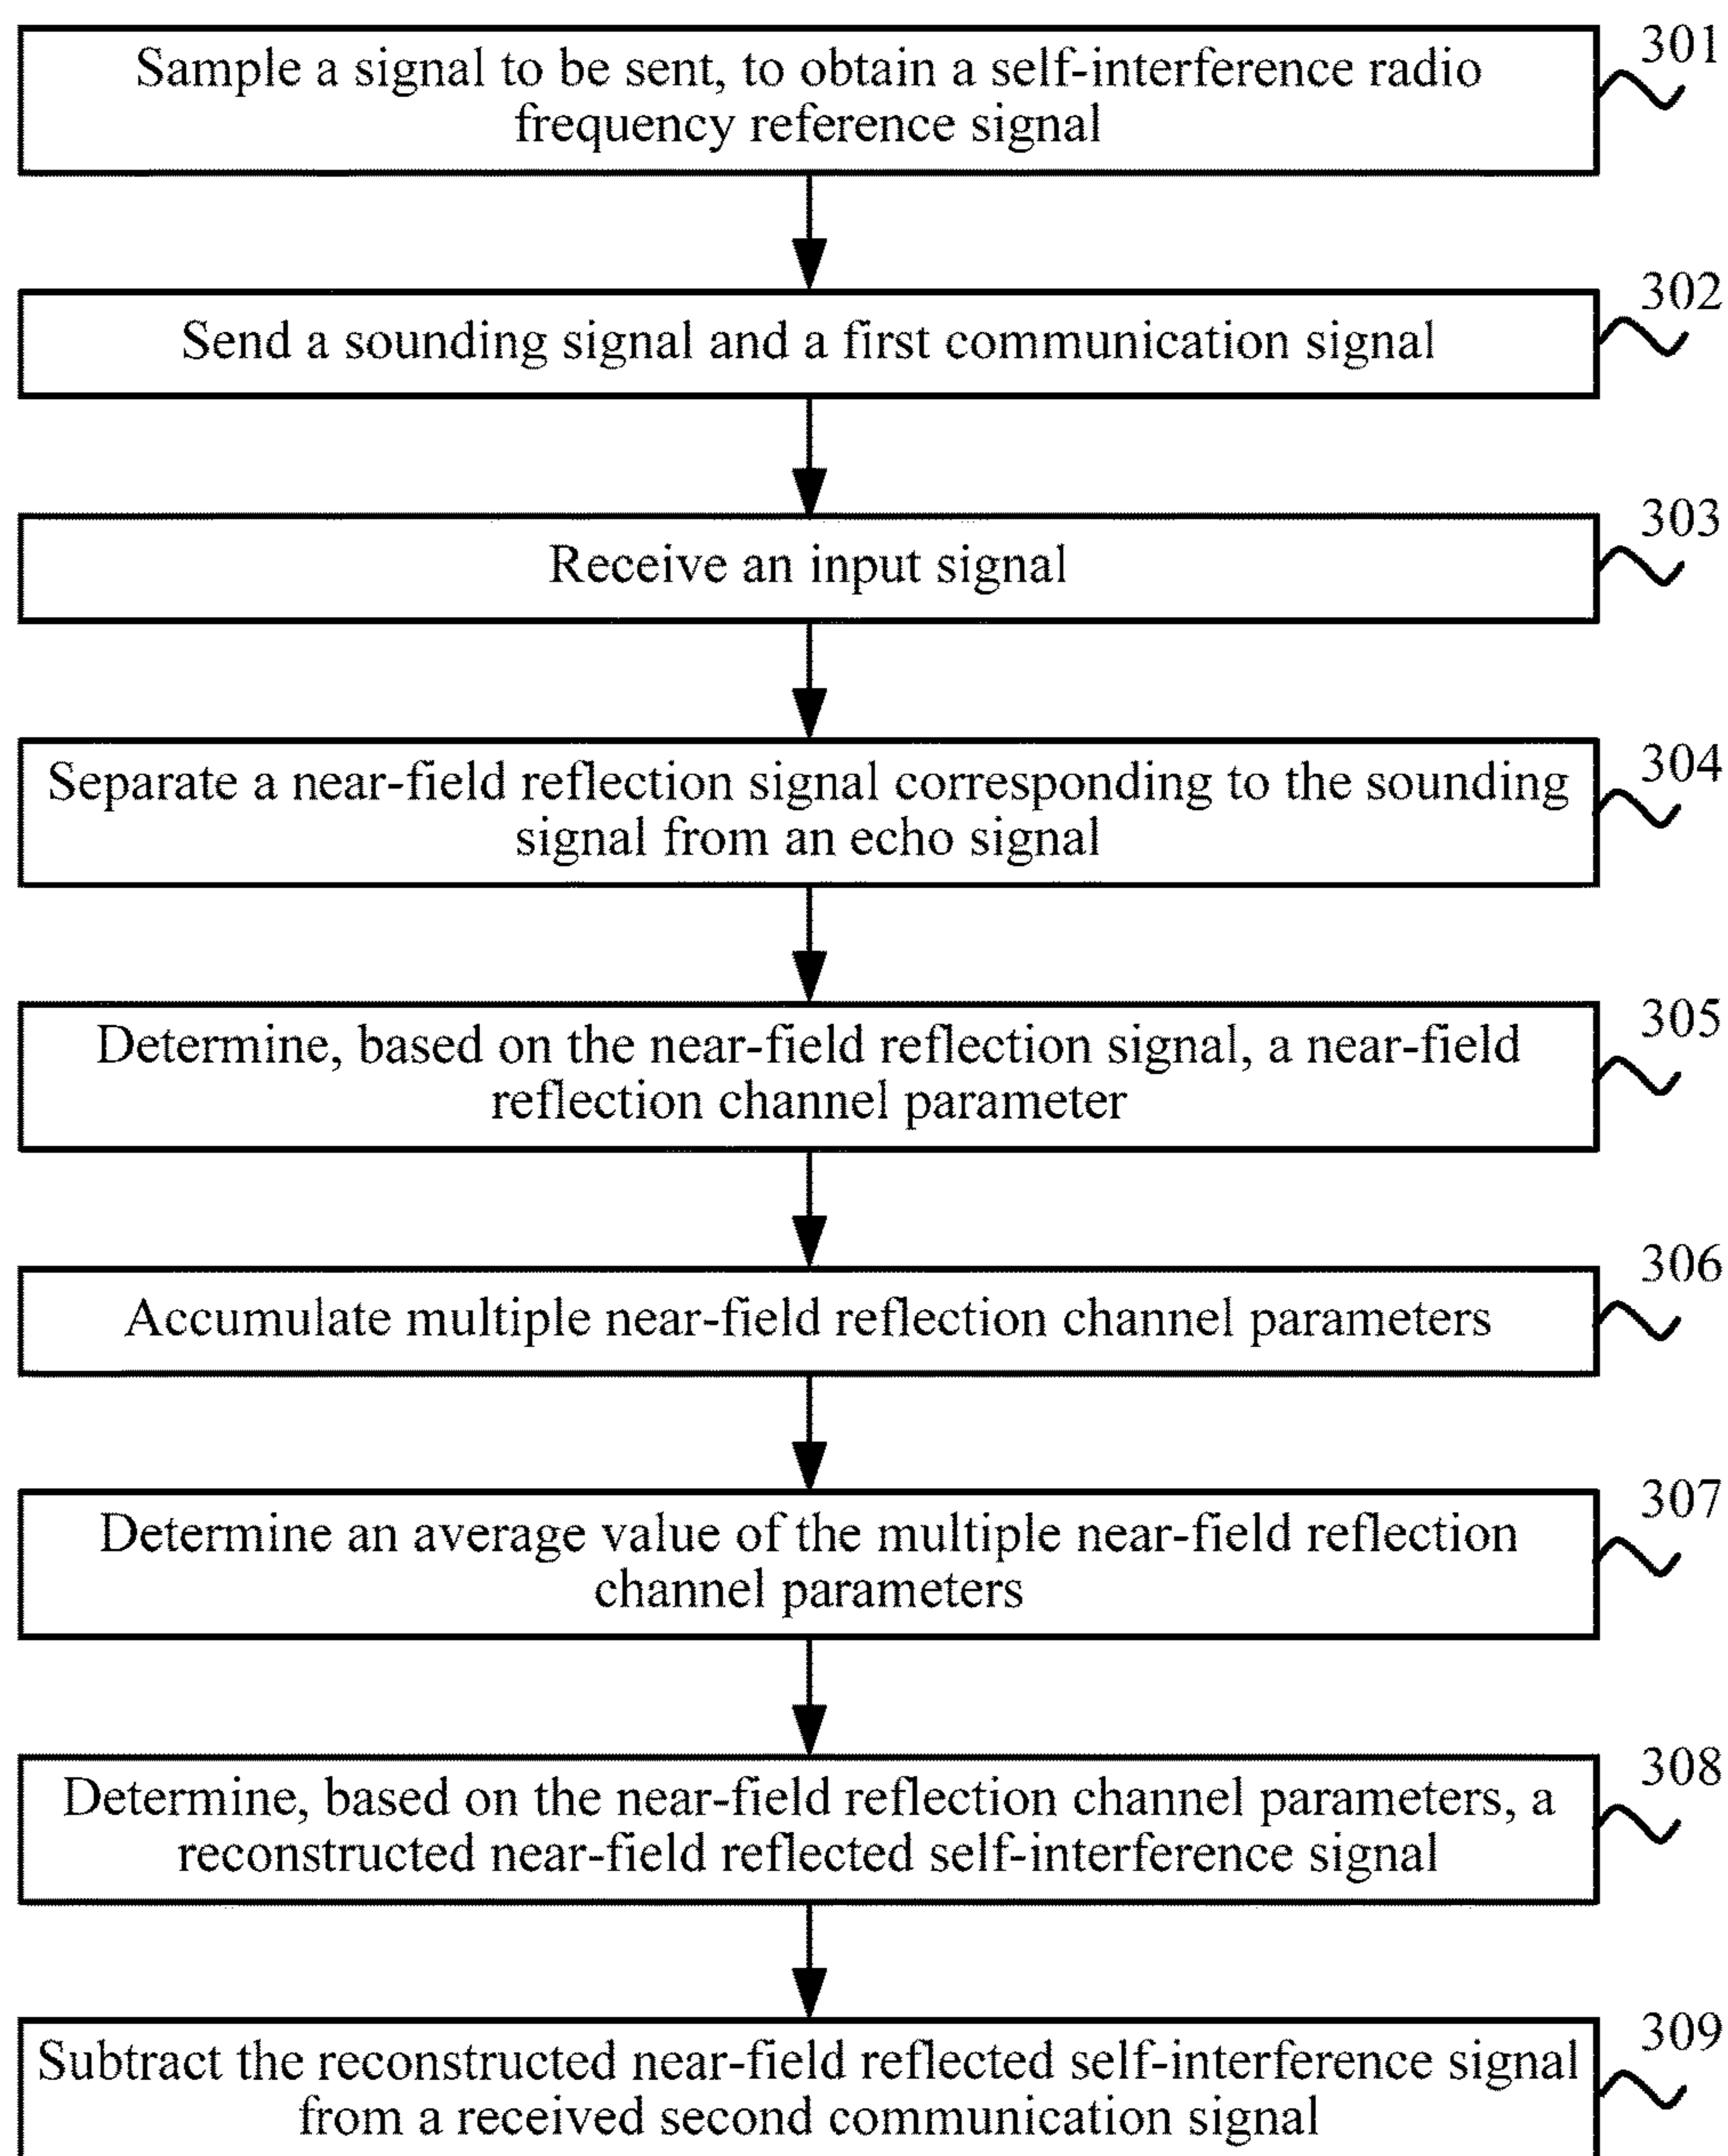 301
Sample a signal to be sent, to obtain a self-interference radio
frequency reference signal
302
Send a sounding signal and a first communication signal
303
Receive an input signal
304
Separate a near-field reflection signal corresponding to the sounding
signal from an echo signal
305
Determine, based on the near-field reflection signal, a near-field
reflection channel parameter
306
Accumulate multiple near-field reflection channel parameters
307
Determine an average value of the multiple near-field reflection
channel parameters
308
Determine, based on the near-field reflection channel parameters, a
reconstructed near-field reflected self-interference signal
309
Subtract the reconstructed near-field reflected self-interference signal
from a received second communication signal